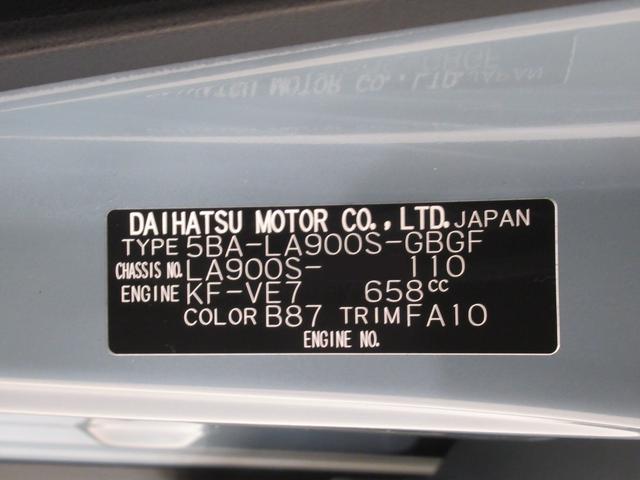 DAIHATSU MOTOR CO., LTD. JAPAN
TYPE 5BA-LA900S-GBGF
CHASSIS NO. LA900S- 110
ENGINE KF-VE7 658cc
COLOR B87 TRIM FA10
ENGINE NO.